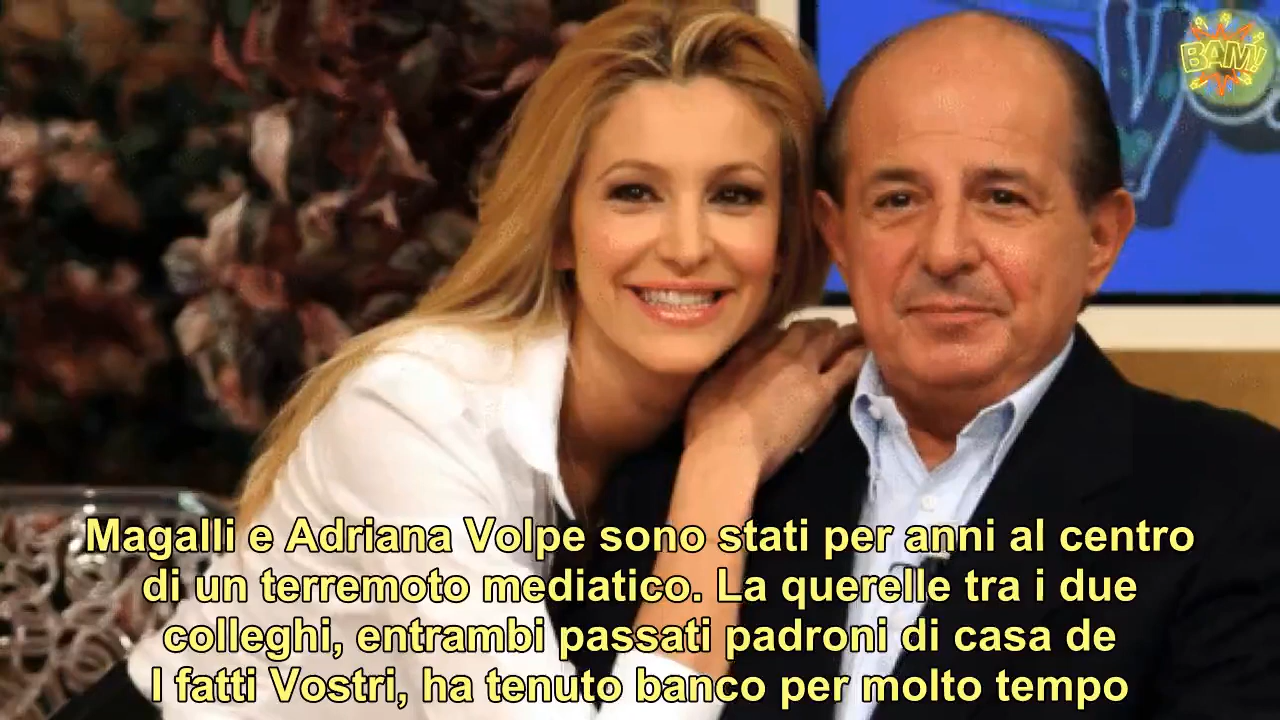 BAM!
Magalli e Adriana Volpe sono stati per anni al centro
di un terremoto mediatico. La querelle tra i due
colleghi, entrambi passati padroni di casa de
I fatti Vostri, ha tenuto banco per molto tempo